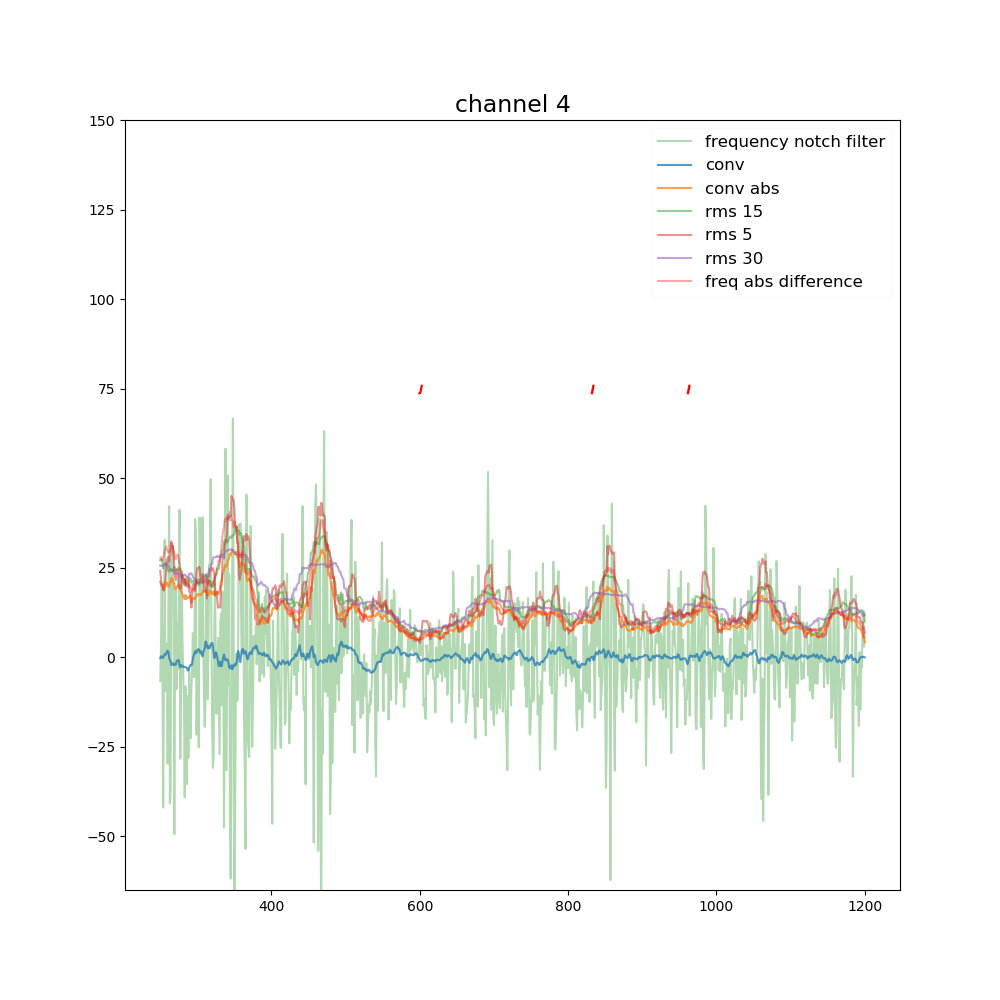 channel 4
150
125
100
75
50
25
0
−25
−50
400 600 800 1000 1200
frequency notch filter
conv
conv abs
rms 15
rms 5
rms 30
freq abs difference